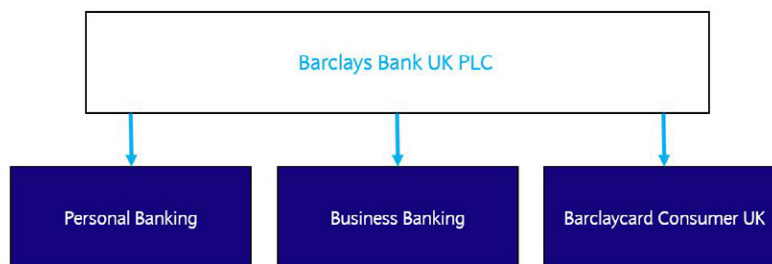 Barclays Bank UK PLC
Personal Banking
Business Banking
Barclaycard Consumer UK